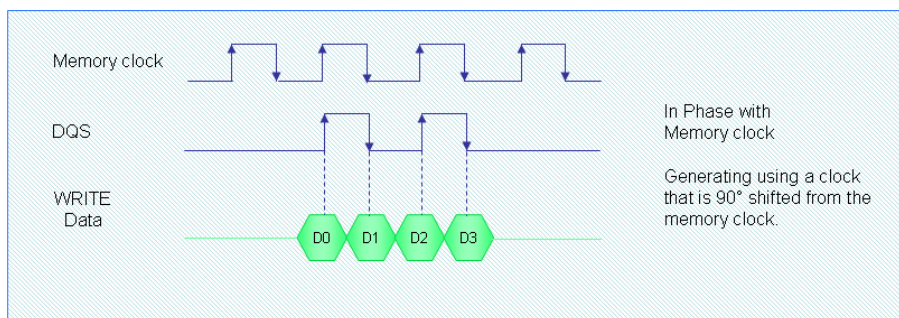 Memory clock
DQS
In Phase with
Memory clock
WRITE
Data
D0 D1 D2 D3
Generating using a clock
that is 90° shifted from the
memory clock.